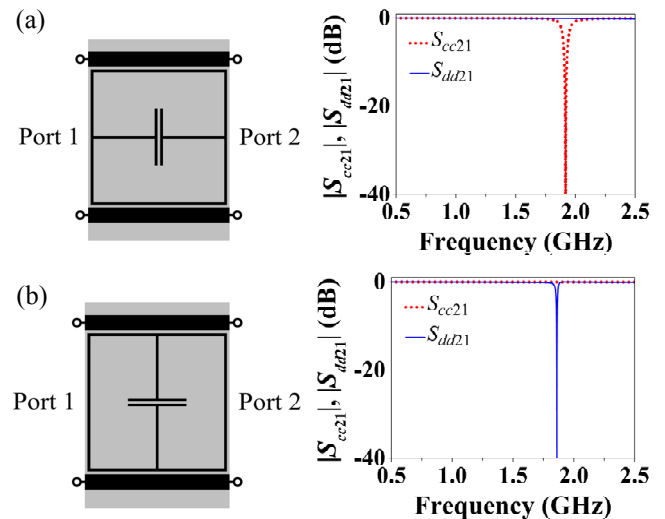 (a)
Port 1
Port 2
|Scc21|, |Sdd21| (dB)
0
-20
-40
Scc21
Sdd21
0.5 1.0 1.5 2.0 2.5
Frequency (GHz)
(b)
Port 1
Port 2
|Scc21|, |Sdd21| (dB)
0
-20
-40
Scc21
Sdd21
0.5 1.0 1.5 2.0 2.5
Frequency (GHz)